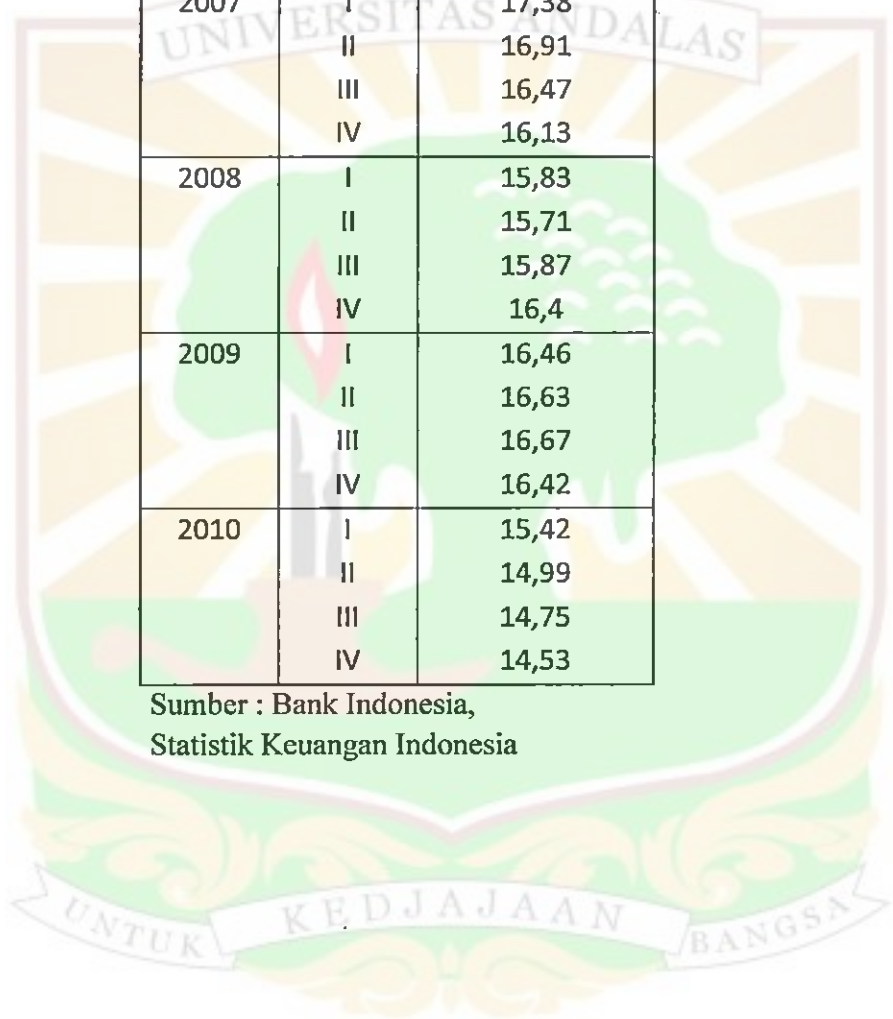 2007 I 17,38
UNIVERSITAS ANDALAS
II 16,91
III 16,47
IV 16,13
2008 I 15,83
II 15,71
III 15,87
IV 16,4
2009 I 16,46
II 16,63
III 16,67
IV 16,42
2010 I 15,42
II 14,99
III 14,75
IV 14,53
Sumber : Bank Indonesia,
Statistik Keuangan Indonesia
UNTUK KEDJAJAAN BANGSA